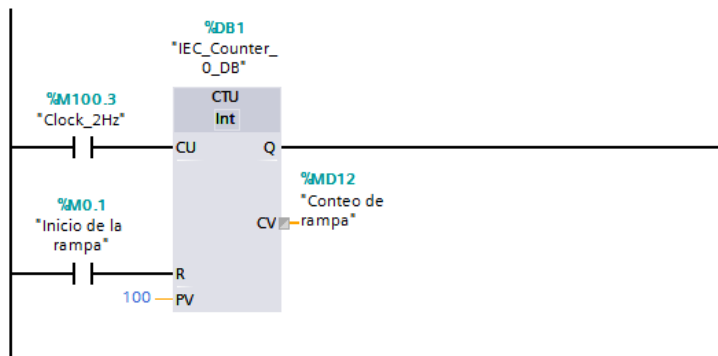 %DB1
"IEC_Counter_
0_DB"
%M100.3
"Clock_2Hz"
CTU
Int
CU
Q
%MD12
"Conteo de
rampa"
CV
%M0.1
"Inicio de la
rampa"
R
100
PV